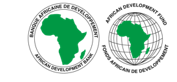 BANQUE AFRICAINE DE DEVELOPPEMENT
AFRICAN DEVELOPMENT BANK
AFRICAN DEVELOPMENT FUND
FONDS AFRICAIN DE DEVELOPPEMENT